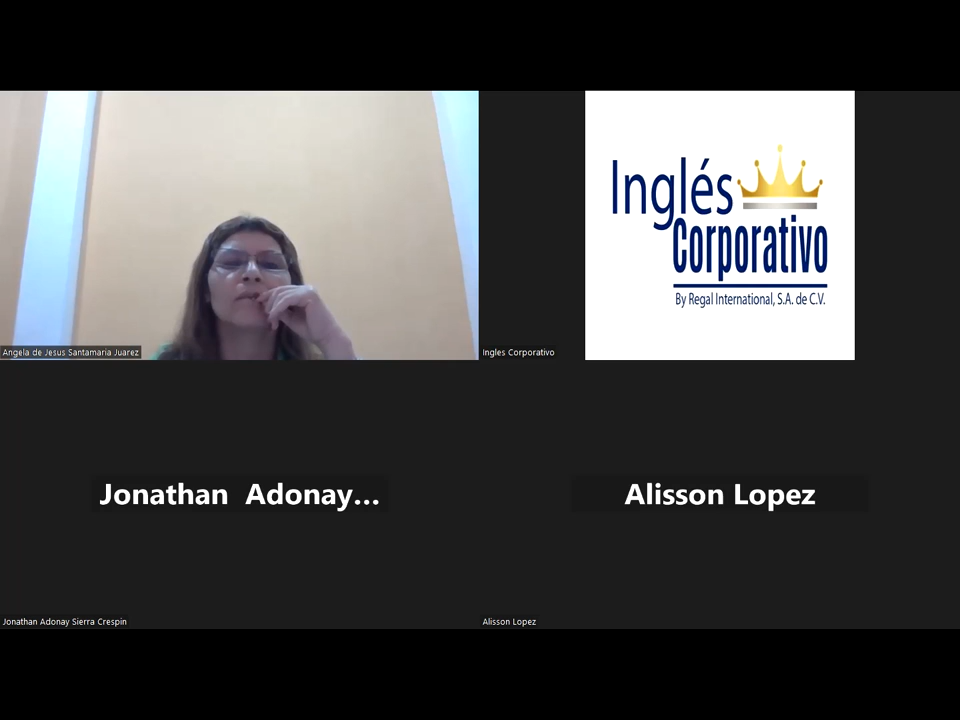 Inglés
Corporativo
By Regal International, S.A. de C.V.
Angela de Jesus Santamaria Juarez
Ingles Corporativo
Jonathan Adonay...
Alisson Lopez
Jonathan Adonay Sierra Crespin
Alisson Lopez